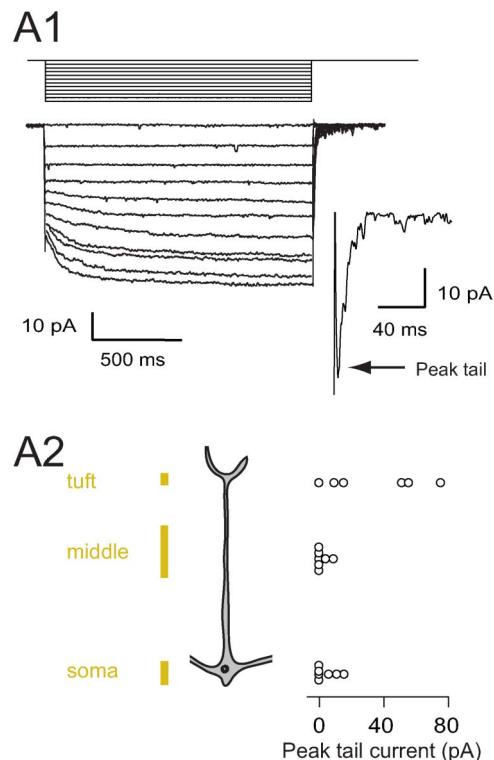 A1
10 pA
500 ms
10 pA
40 ms
Peak tail
A2
tuft
middle
soma
0 40 80
Peak tail current (pA)